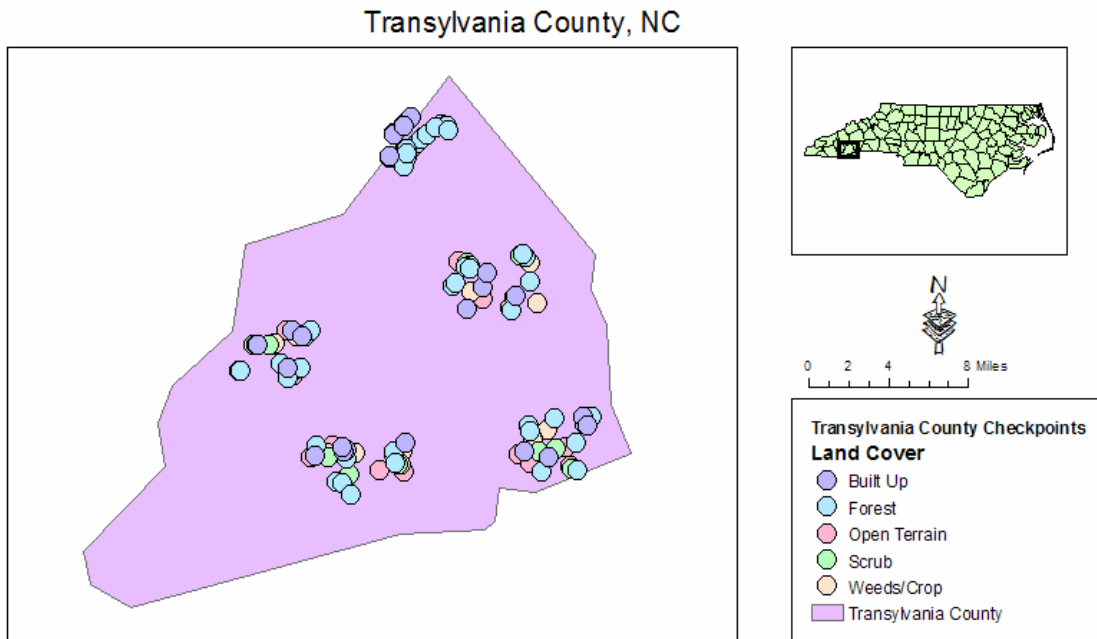 Transylvania County, NC
N
0 2 4 8 Miles
Transylvania County Checkpoints
Land Cover
Built Up
Forest
Open Terrain
Scrub
Weeds/Crop
Transylvania County